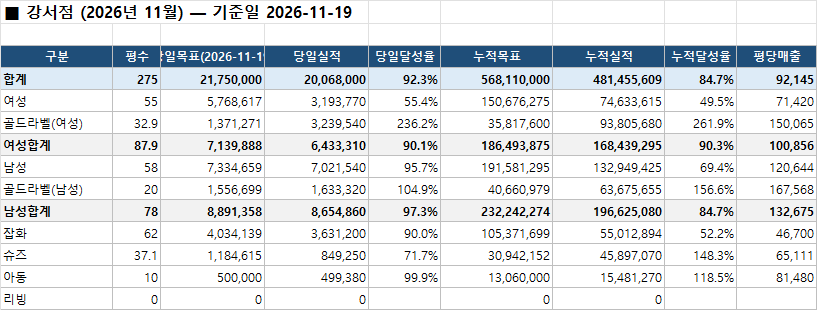 ■ 강서점 (2026년 11월) — 기준일 2026-11-19
구분 평수 당일목표(2026-11-19 당일실적 당일달성율 누적목표 누적실적 누적달성율 평당매출
합계 275 21,750,000 20,068,000 92.3% 568,110,000 481,455,609 84.7% 92,145
여성 55 5,768,617 3,193,770 55.4% 150,676,275 74,633,615 49.5% 71,420
골드라벨(여성) 32.9 1,371,271 3,239,540 236.2% 35,817,600 93,805,680 261.9% 150,065
여성합계 87.9 7,139,888 6,433,310 90.1% 186,493,875 168,439,295 90.3% 100,856
남성 58 7,334,659 7,021,540 95.7% 191,581,295 132,949,425 69.4% 120,644
골드라벨(남성) 20 1,556,699 1,633,320 104.9% 40,660,979 63,675,655 156.6% 167,568
남성합계 78 8,891,358 8,654,860 97.3% 232,242,274 196,625,080 84.7% 132,675
잡화 62 4,034,139 3,631,200 90.0% 105,371,699 55,012,894 52.2% 46,700
슈즈 37.1 1,184,615 849,250 71.7% 30,942,152 45,897,070 148.3% 65,111
아동 10 500,000 499,380 99.9% 13,060,000 15,481,270 118.5% 81,480
리빙 0 0 0 0